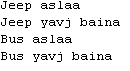 Jeep aslaa
Jeep yavj baina
Bus aslaa
Bus yavj baina